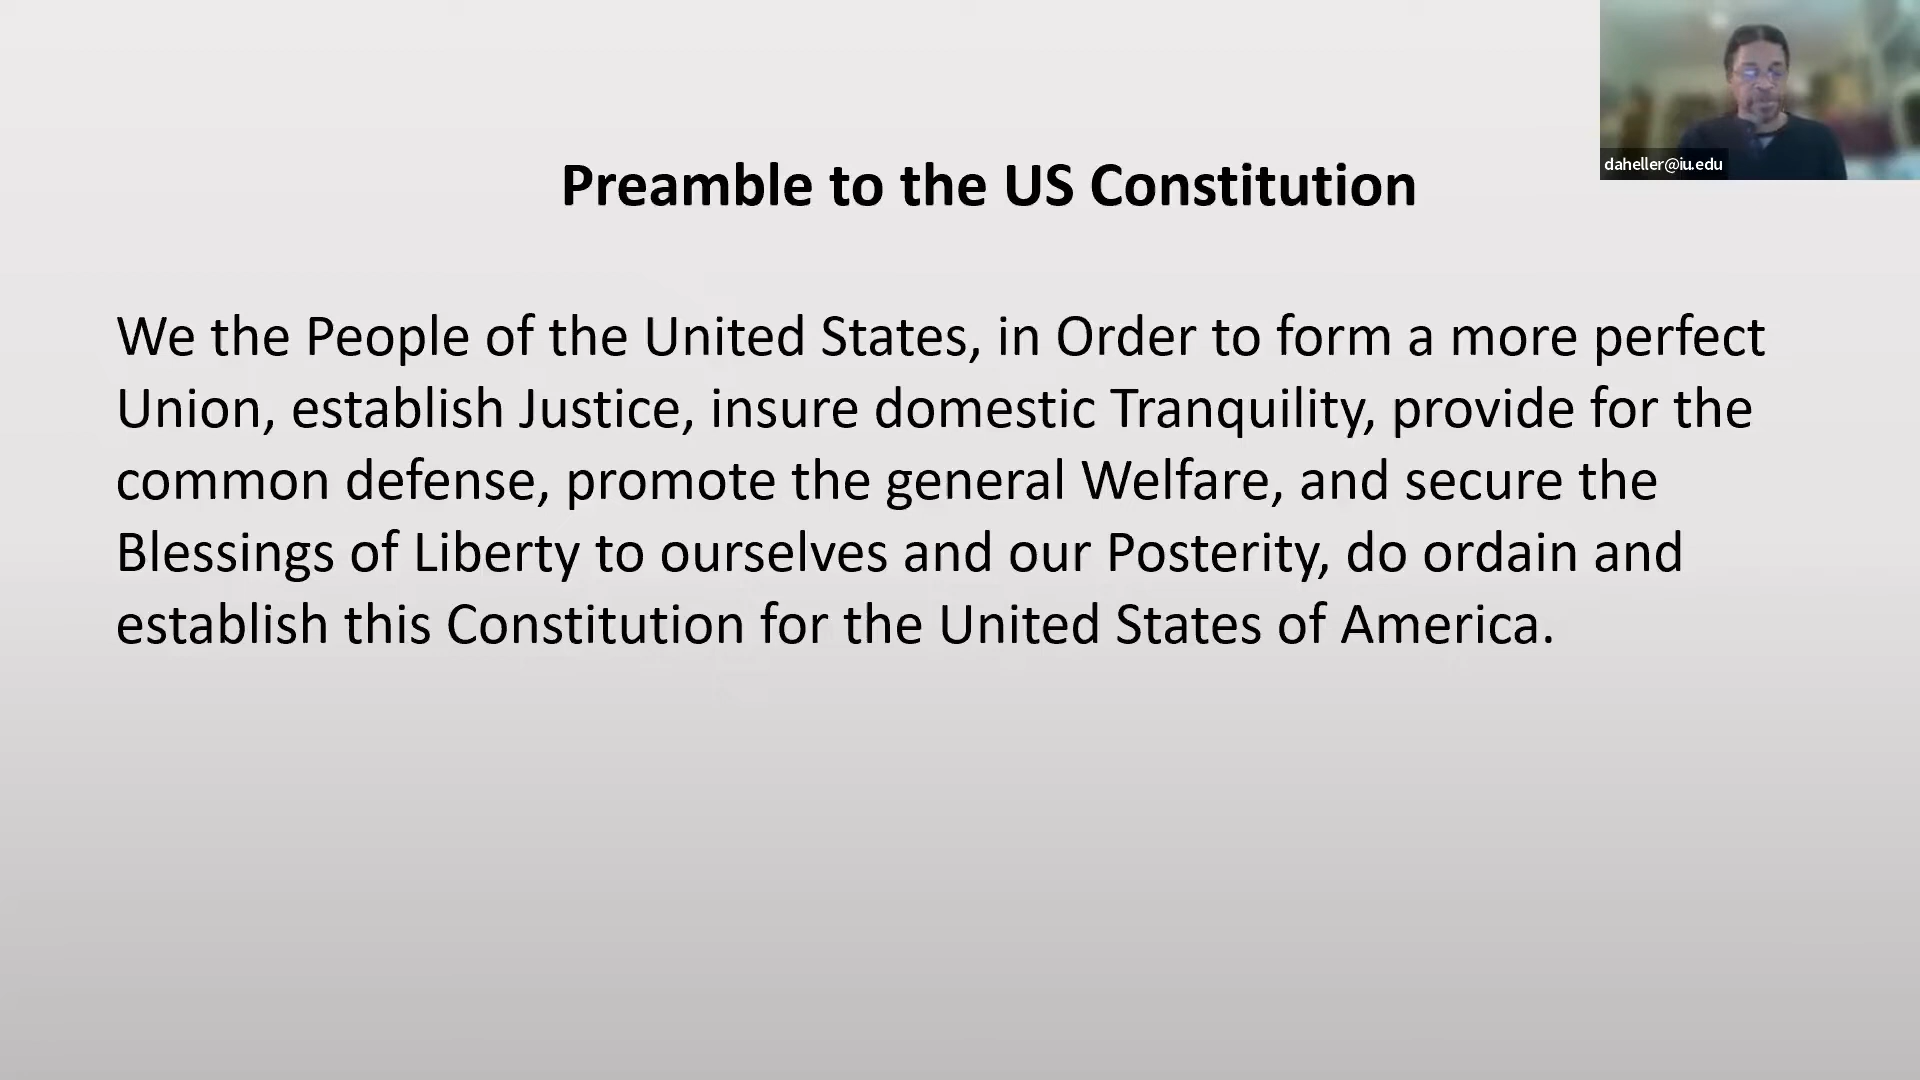 daheller@iu.edu
Preamble to the US Constitution
We the People of the United States, in Order to form a more perfect
Union, establish Justice, insure domestic Tranquility, provide for the
common defense, promote the general Welfare, and secure the
Blessings of Liberty to ourselves and our Posterity, do ordain and
establish this Constitution for the United States of America.